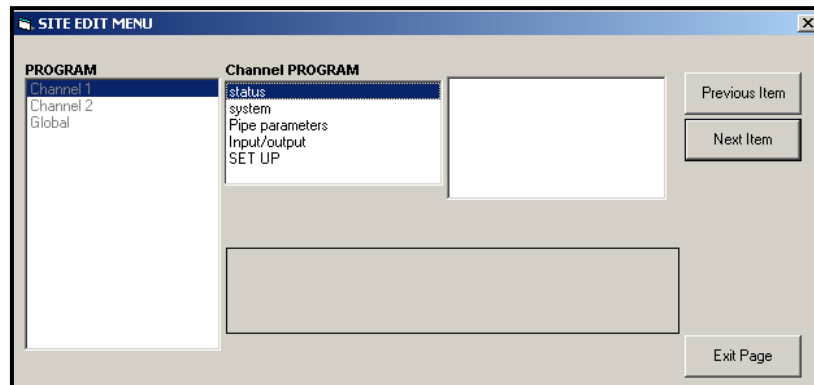 SITE EDIT MENU
PROGRAM
Channel 1
Channel 2
Global
Channel PROGRAM
status
system
Pipe parameters
Input/output
SET UP
Previous Item
Next Item
Exit Page